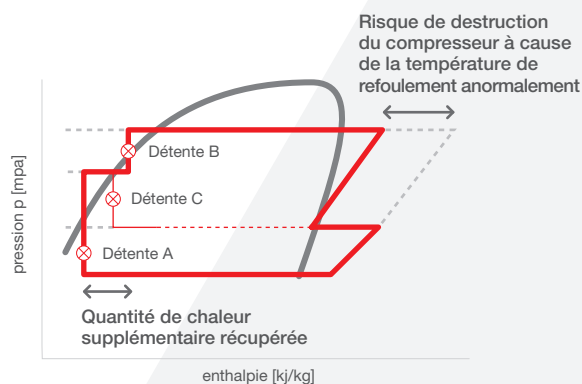 Risque de destruction
du compresseur à cause
de la température de
refoulement anormalement
Détente B
Détente C
Détente A
pression p [mpa]
Quantité de chaleur
supplémentaire récupérée
enthalpie [kj/kg]